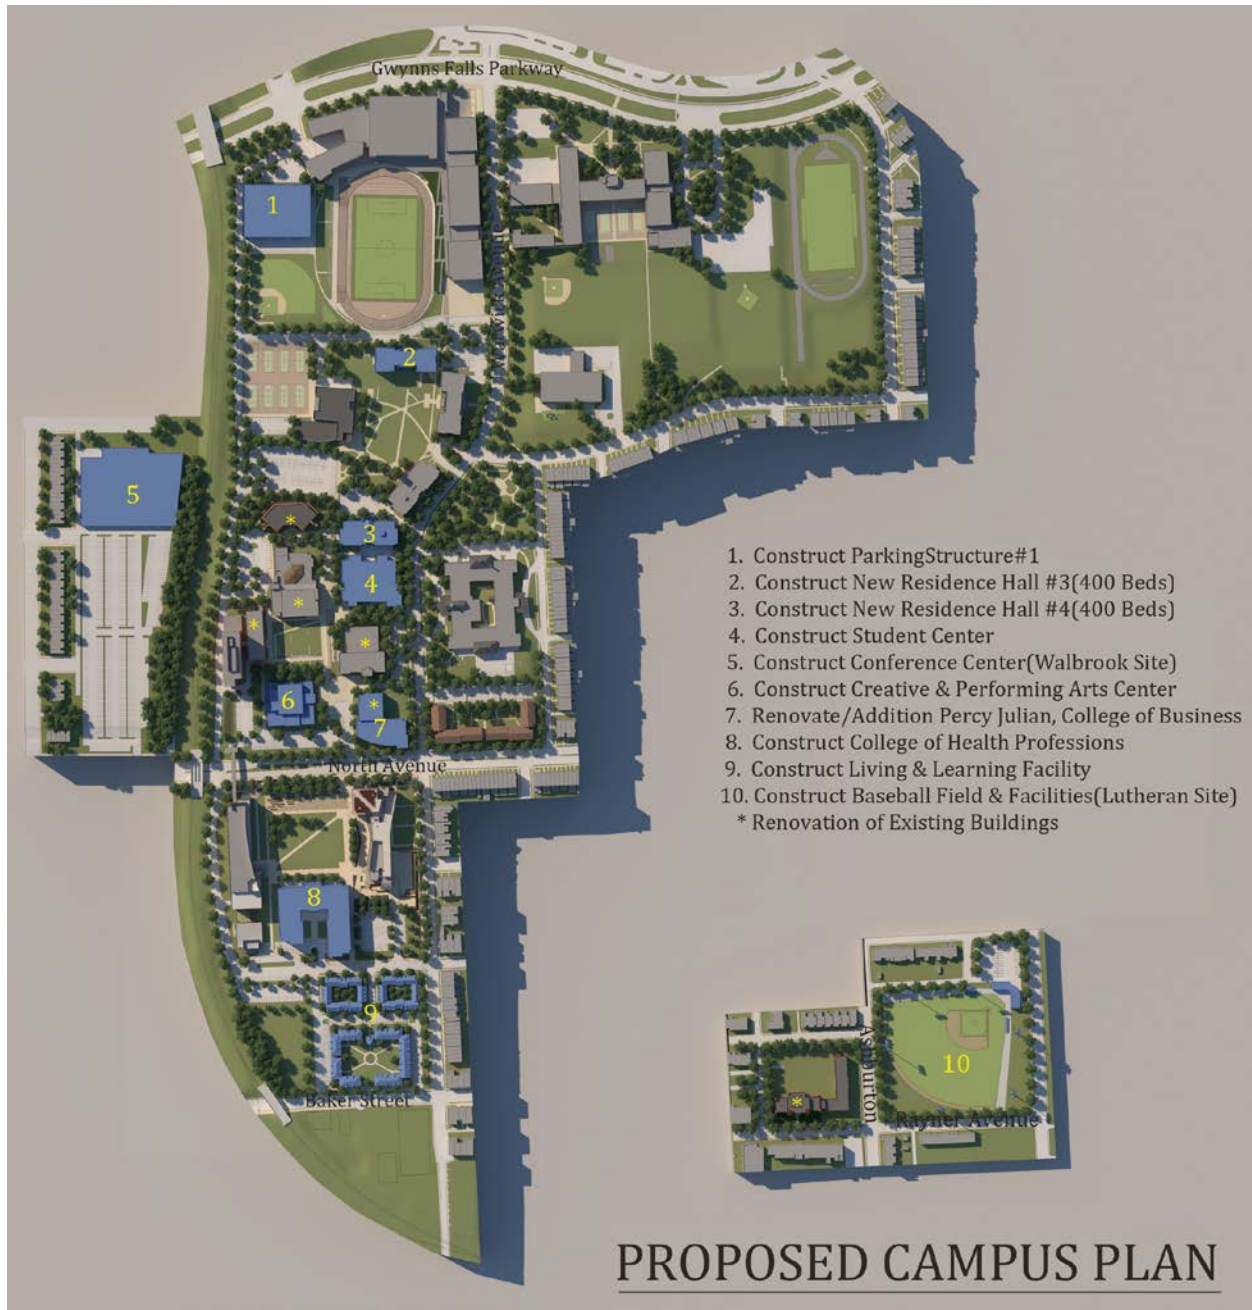 Gwynns Falls Parkway
1
Warwick Avenue
2
5
*
3
4
*
*
*
6
*
7
North Avenue
8
9
Baker Street
1. Construct ParkingStructure#1
2. Construct New Residence Hall #3(400 Beds)
3. Construct New Residence Hall #4(400 Beds)
4. Construct Student Center
5. Construct Conference Center(Walbrook Site)
6. Construct Creative & Performing Arts Center
7. Renovate/Addition Percy Julian, College of Business
8. Construct College of Health Professions
9. Construct Living & Learning Facility
10. Construct Baseball Field & Facilities(Lutheran Site)
* Renovation of Existing Buildings
Ashburton
10
*
Rayner Avenue
PROPOSED CAMPUS PLAN